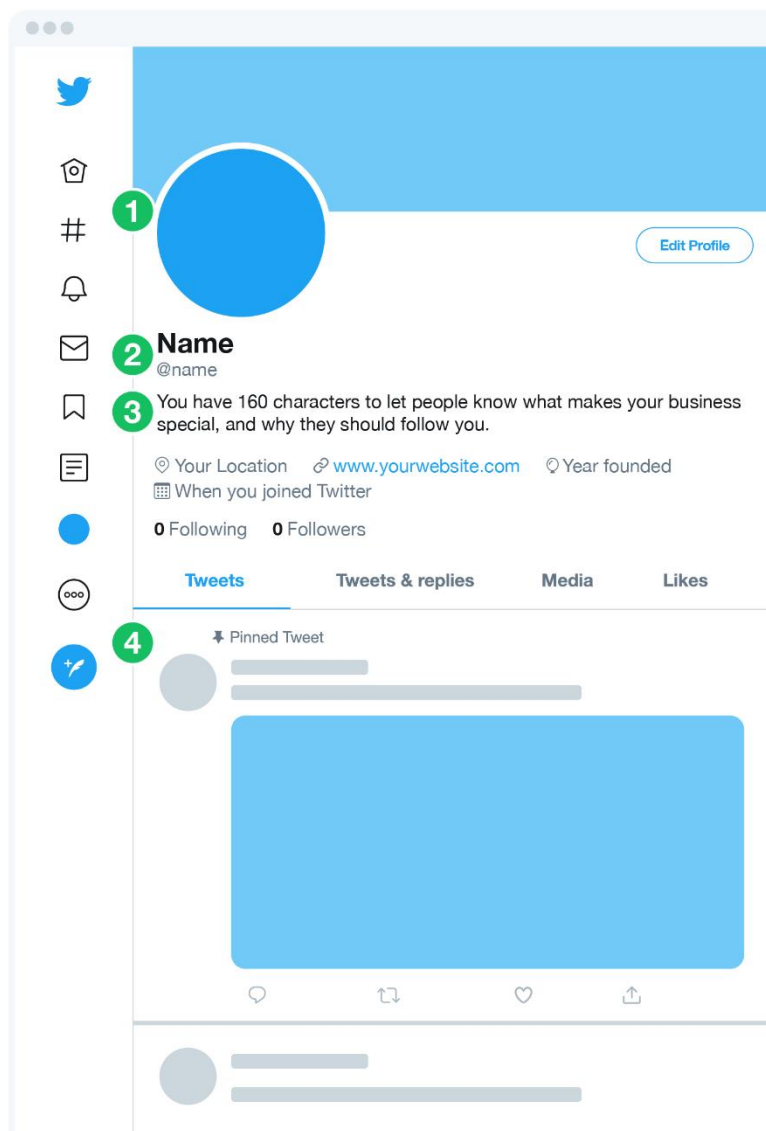 1
Edit Profile
2
Name
@name
3
You have 160 characters to let people know what makes your business
special, and why they should follow you.
Your Location www.yourwebsite.com Year founded
When you joined Twitter
0 Following 0 Followers
Tweets Tweets & replies Media Likes
4
Pinned Tweet